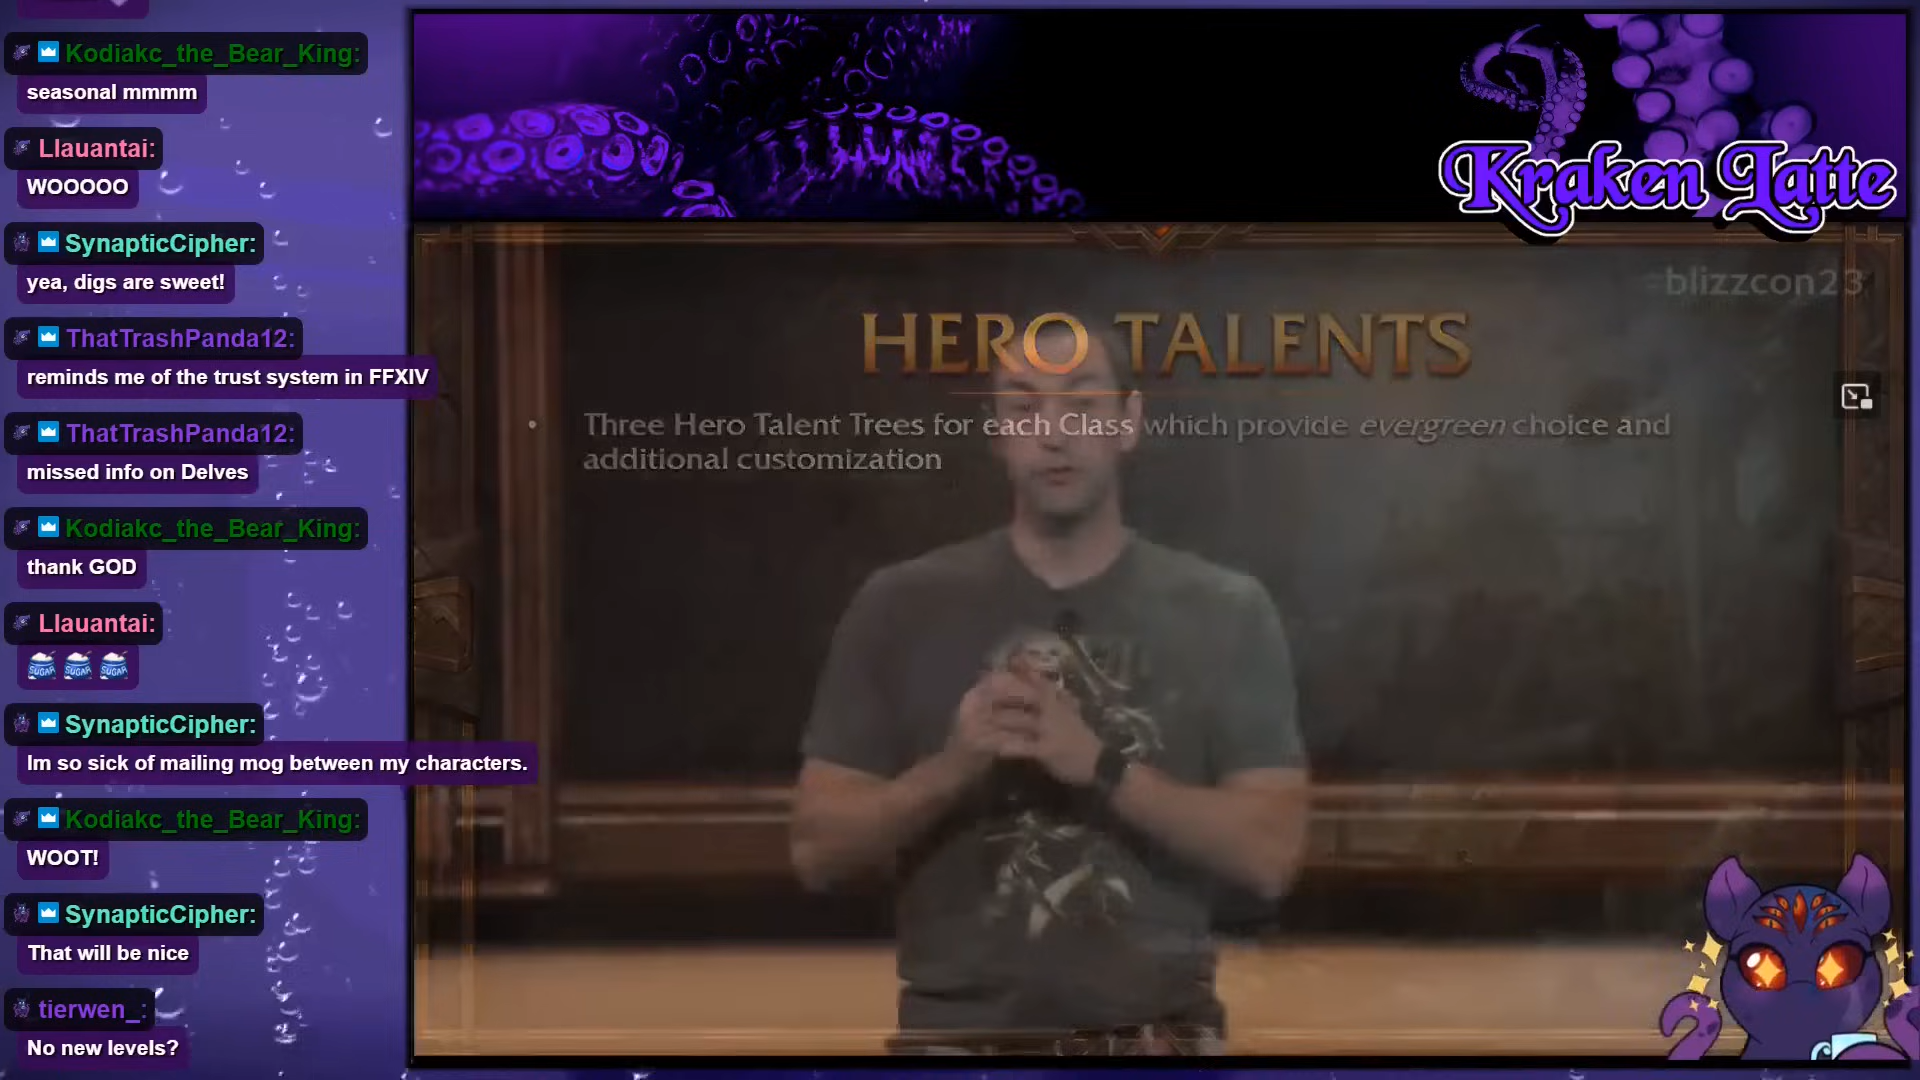 Kodiakc_the_Bear_King:
seasonal mmmm
Llauantai:
WOOOOO
SynapticCipher:
yea, digs are sweet!
ThatTrashPanda12:
reminds me of the trust system in FFXIV
ThatTrashPanda12:
missed info on Delves
Kodiakc_the_Bear_King:
thank GOD
Llauantai:
SUGAR SUGAR SUGAR
SynapticCipher:
Im so sick of mailing mog between my characters.
Kodiakc_the_Bear_King:
WOOT!
SynapticCipher:
That will be nice
tierwen_:
No new levels?
Kraken Latte
#blizzcon23
HERO TALENTS
• Three Hero Talent Trees for each Class which provide evergreen choice and
additional customization